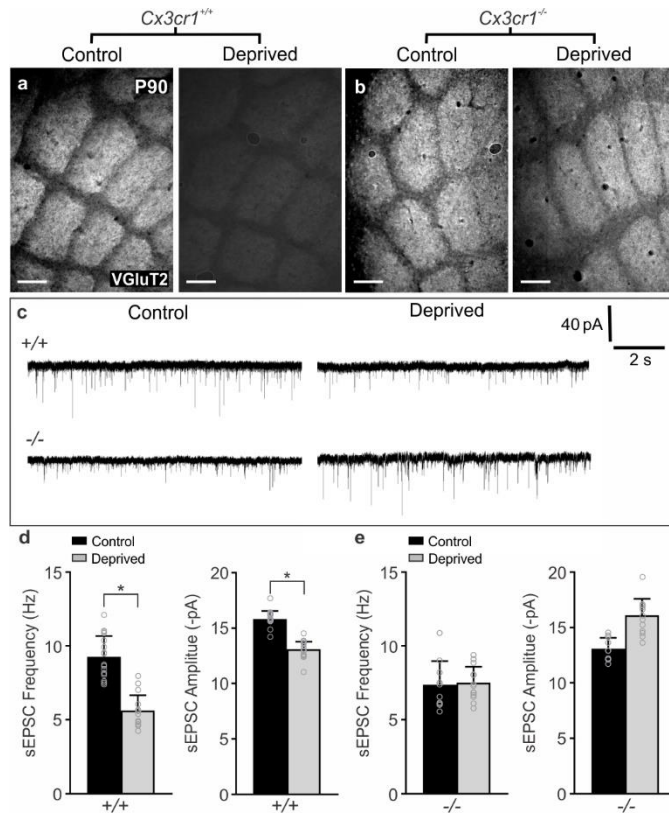 Cx3cr1+/+
Cx3cr1-/-
Control
Deprived
Control
Deprived
a
P90
VGluT2
b
c
Control
Deprived
40 pA
2 s
+/+
-/-
d
Control
Deprived
15
10
5
0
sEPSC Frequency (Hz)
*
+/+
20
15
10
5
0
sEPSC Amplitue (-pA)
*
+/+
e
Control
Deprived
15
10
5
0
sEPSC Frequency (Hz)
-/-
20
15
10
5
0
sEPSC Amplitue (-pA)
-/-